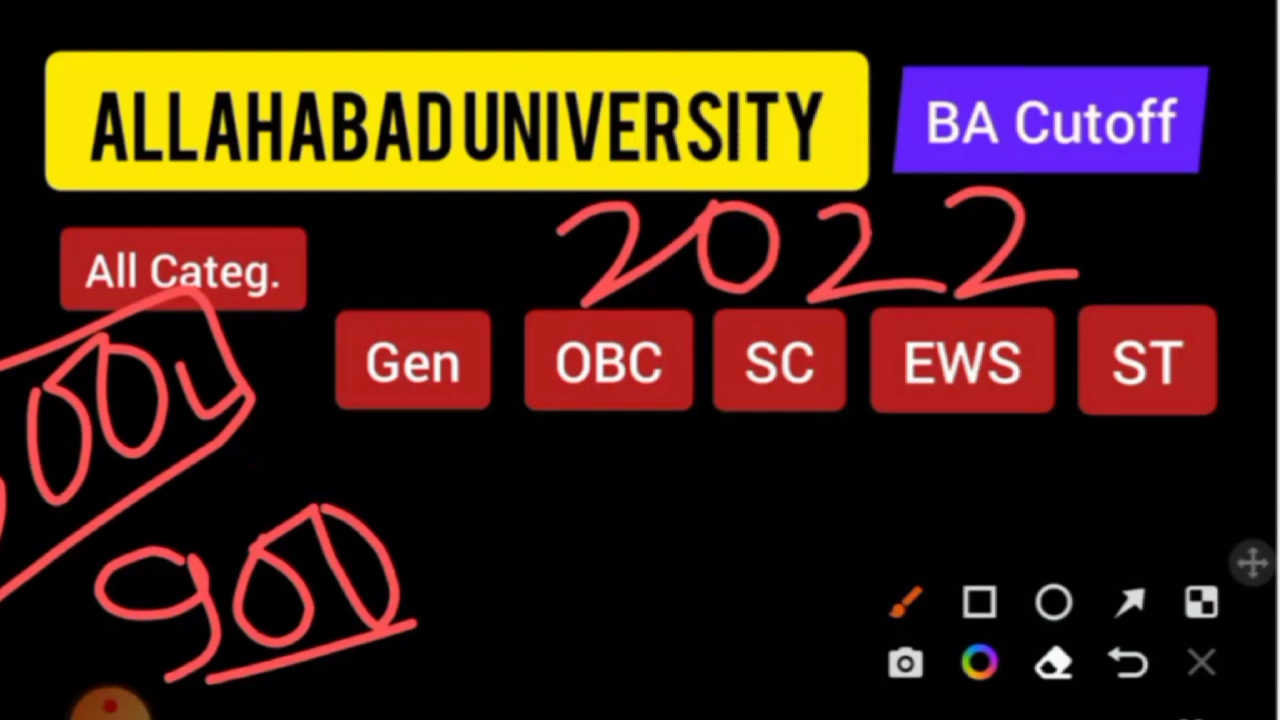 ALLAHABAD UNIVERSITY
BA Cutoff
2022
All Categ.
Gen OBC SC EWS ST
900